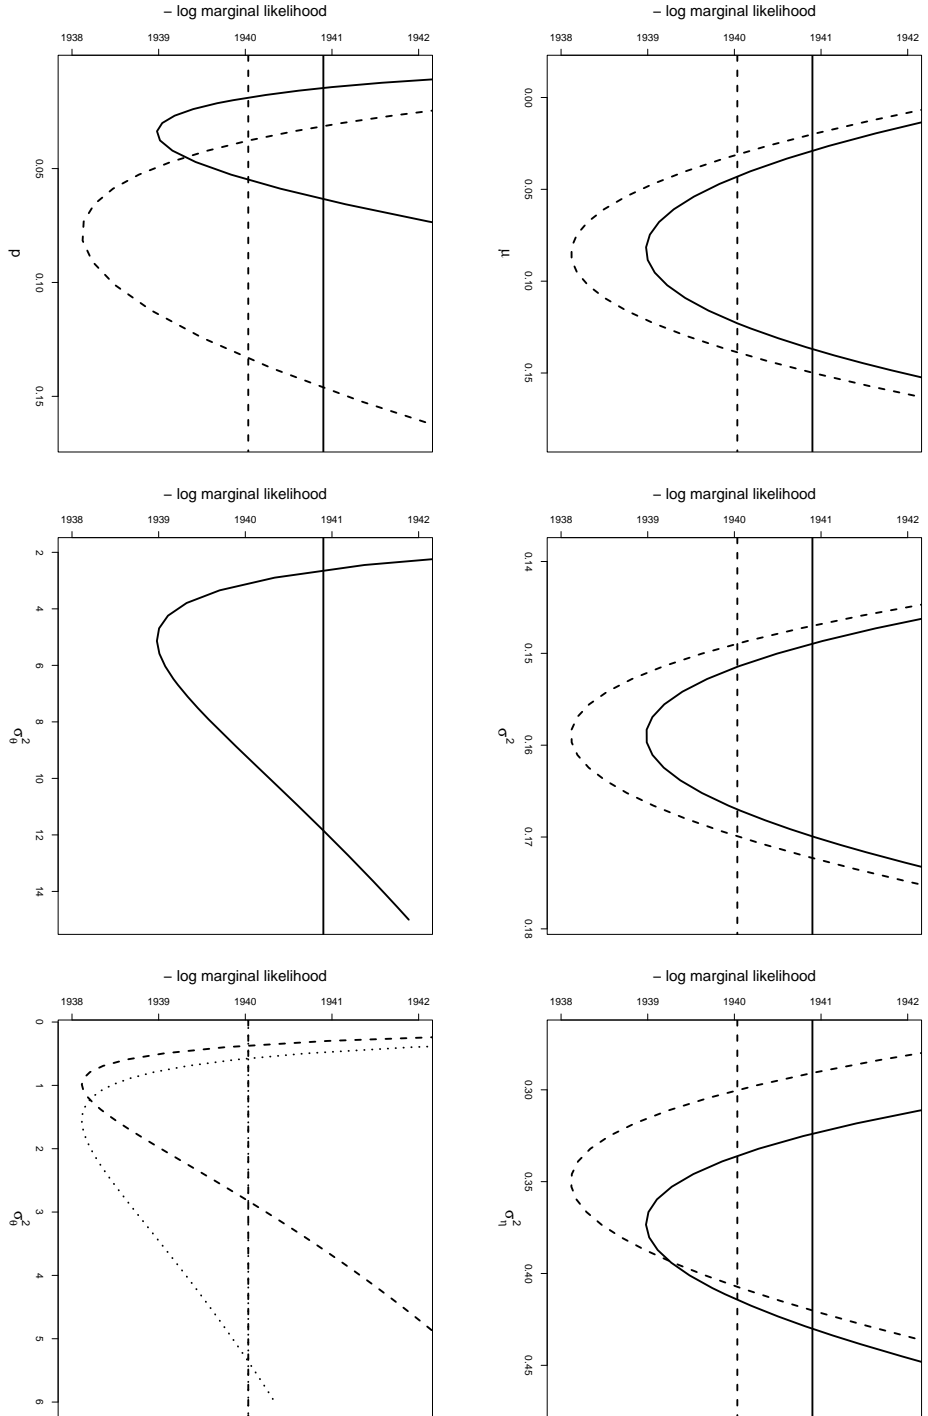 − log marginal likelihood
1938 1939 1940 1941 1942
0.00 0.05 0.10 0.15
μ
− log marginal likelihood
1938 1939 1940 1941 1942
0.14 0.15 0.16 0.17 0.18
σ²
− log marginal likelihood
1938 1939 1940 1941 1942
0.30 0.35 0.40 0.45
σ²η
− log marginal likelihood
1938 1939 1940 1941 1942
0.05 0.10 0.15
p
− log marginal likelihood
1938 1939 1940 1941 1942
2 4 6 8 10 12 14
σ²θ
− log marginal likelihood
1938 1939 1940 1941 1942
0 1 2 3 4 5 6
σ²θ